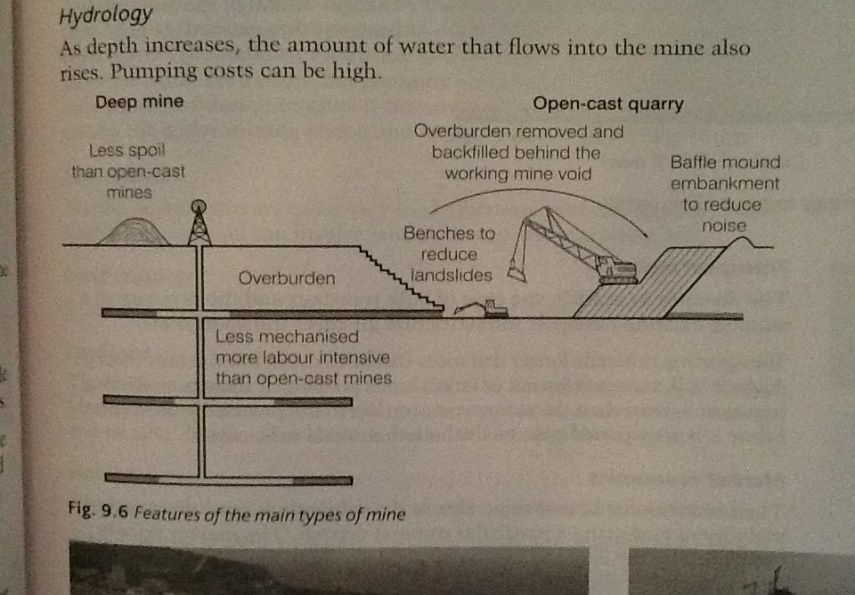 Hydrology
As depth increases, the amount of water that flows into the mine also
rises. Pumping costs can be high.
Deep mine
Less spoil
than open-cast
mines
Overburden
Less mechanised
more labour intensive
than open-cast mines
Open-cast quarry
Overburden removed and
backfilled behind the
working mine void
Benches to
reduce
landslides
Baffle mound
embankment
to reduce
noise
Fig. 9.6 Features of the main types of mine